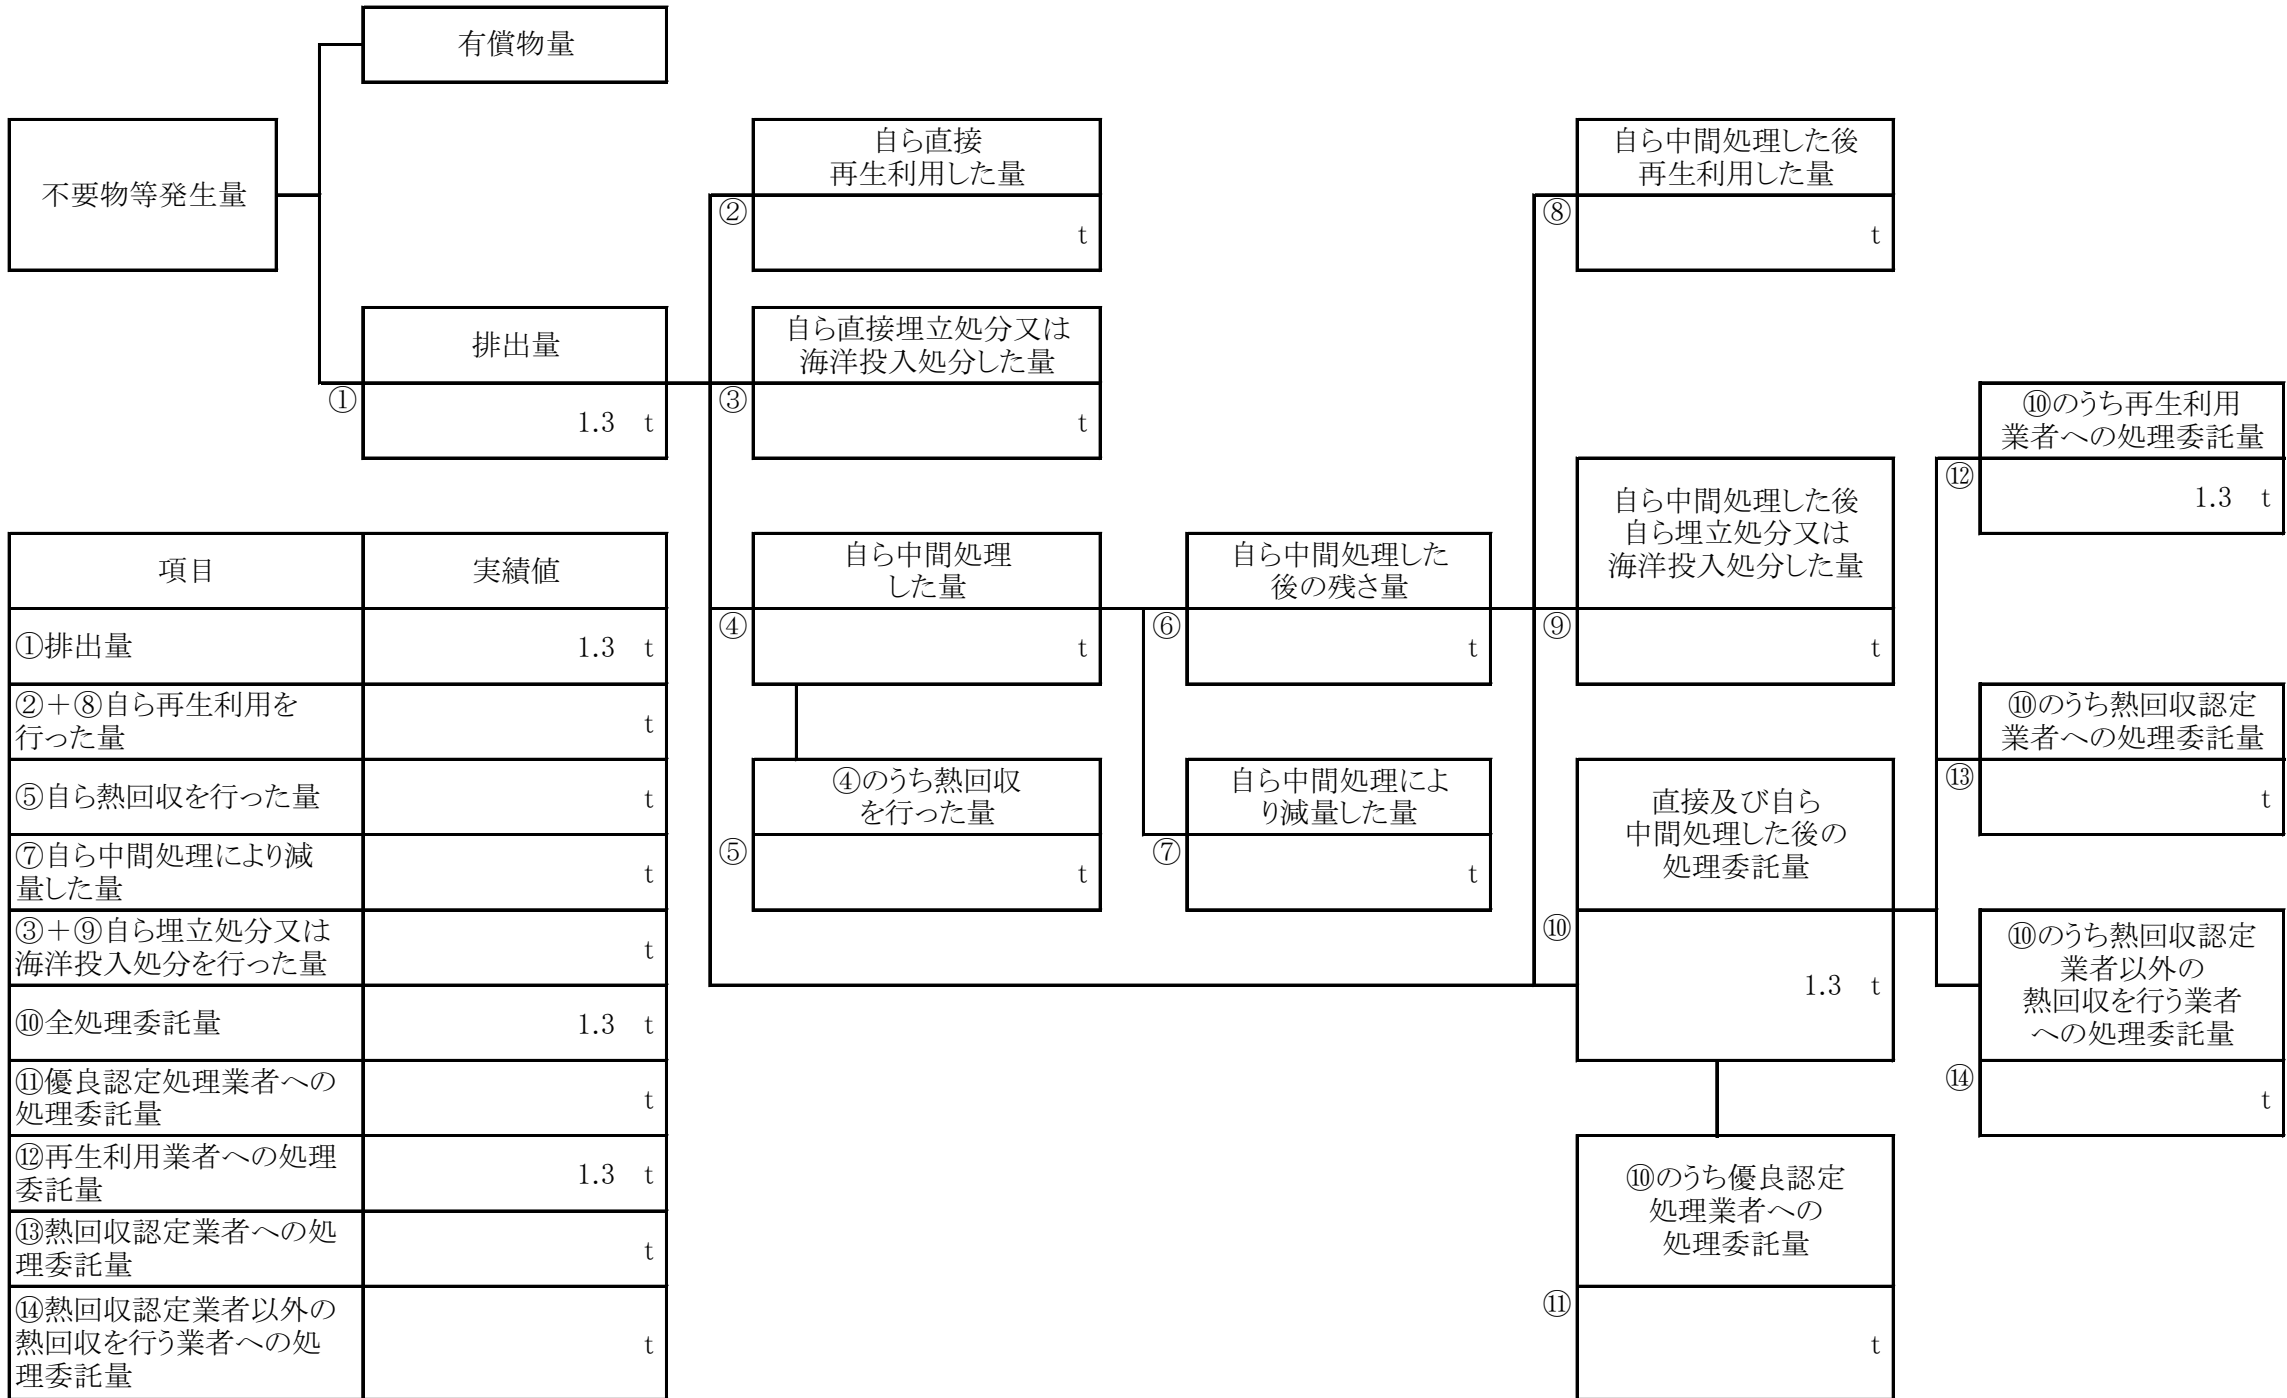 有償物量
不要物等発生量
排出量
①
1.3 t
自ら直接
再生利用した量
②
t
自ら直接埋立処分又は
海洋投入処分した量
③
t
自ら中間処理
した量
④
t
④のうち熱回収
を行った量
⑤
t
自ら中間処理した
後の残さ量
⑥
t
自ら中間処理によ
り減量した量
⑦
t
自ら中間処理した後
再生利用した量
⑧
t
自ら中間処理した後
自ら埋立処分又は
海洋投入処分した量
⑨
t
直接及び自ら
中間処理した後の
処理委託量
⑩
1.3 t
⑩のうち優良認定
処理業者への
処理委託量
⑪
t
⑩のうち再生利用
業者への処理委託量
⑫
1.3 t
⑩のうち熱回収認定
業者への処理委託量
⑬
t
⑩のうち熱回収認定
業者以外の
熱回収を行う業者
への処理委託量
⑭
t
項目 実績値
①排出量 1.3 t
②＋⑧自ら再生利用を
行った量 t
⑤自ら熱回収を行った量 t
⑦自ら中間処理により減
量した量 t
③＋⑨自ら埋立処分又は
海洋投入処分を行った量 t
⑩全処理委託量 1.3 t
⑪優良認定処理業者への
処理委託量 t
⑫再生利用業者への処理
委託量 1.3 t
⑬熱回収認定業者への処
理委託量 t
⑭熱回収認定業者以外の
熱回収を行う業者への処
理委託量 t